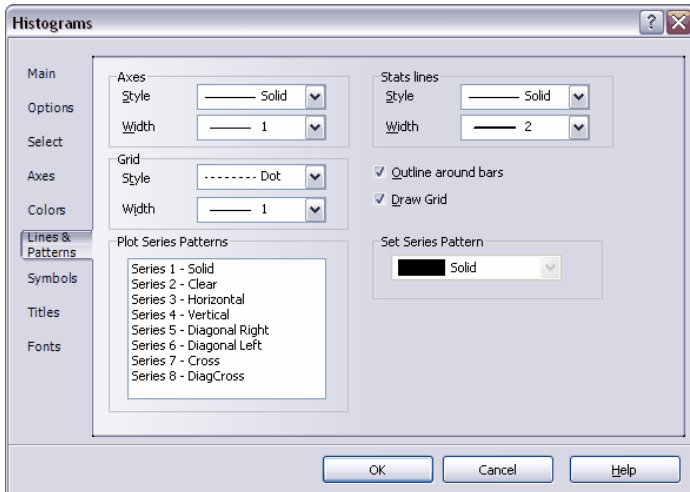 Histograms
Main
Options
Select
Axes
Colors
Lines &
Patterns
Symbols
Titles
Fonts
Axes
Style
Solid
Width
1
Grid
Style
Dot
Width
1
Plot Series Patterns
Series 1 - Solid
Series 2 - Clear
Series 3 - Horizontal
Series 4 - Vertical
Series 5 - Diagonal Right
Series 6 - Diagonal Left
Series 7 - Cross
Series 8 - DiagCross
Stats lines
Style
Solid
Width
2
Outline around bars
Draw Grid
Set Series Pattern
Solid
OK
Cancel
Help